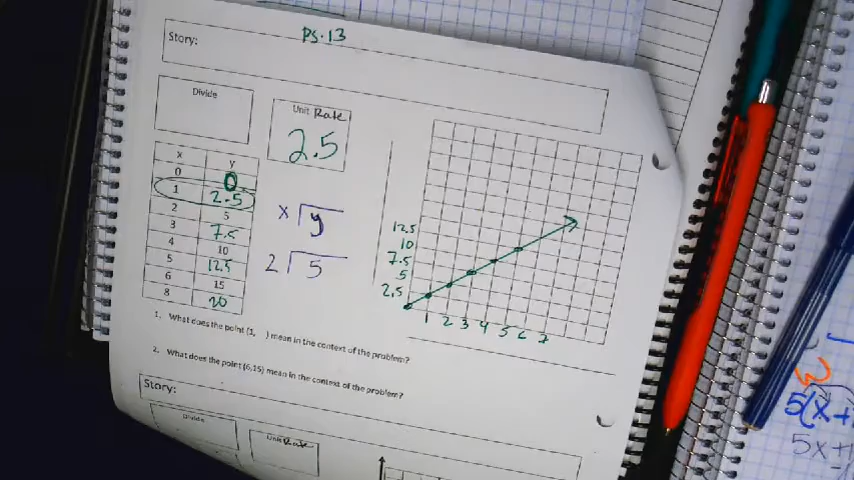 Story: Pg. 13
Divide
Unit Rate
2.5
x y
0 0
1 2.5
2 5
3 7.5
4 10
5 12.5
6 15
8 20
x y
2 5
12.5
10
7.5
5
2.5
1 2 3 4 5 6 7
1. What does the point (1, ) mean in the context of the problem?
2. What does the point (6,15) mean in the context of the problem?
Story:
Divide
Unit Rate
5(x+
5x+